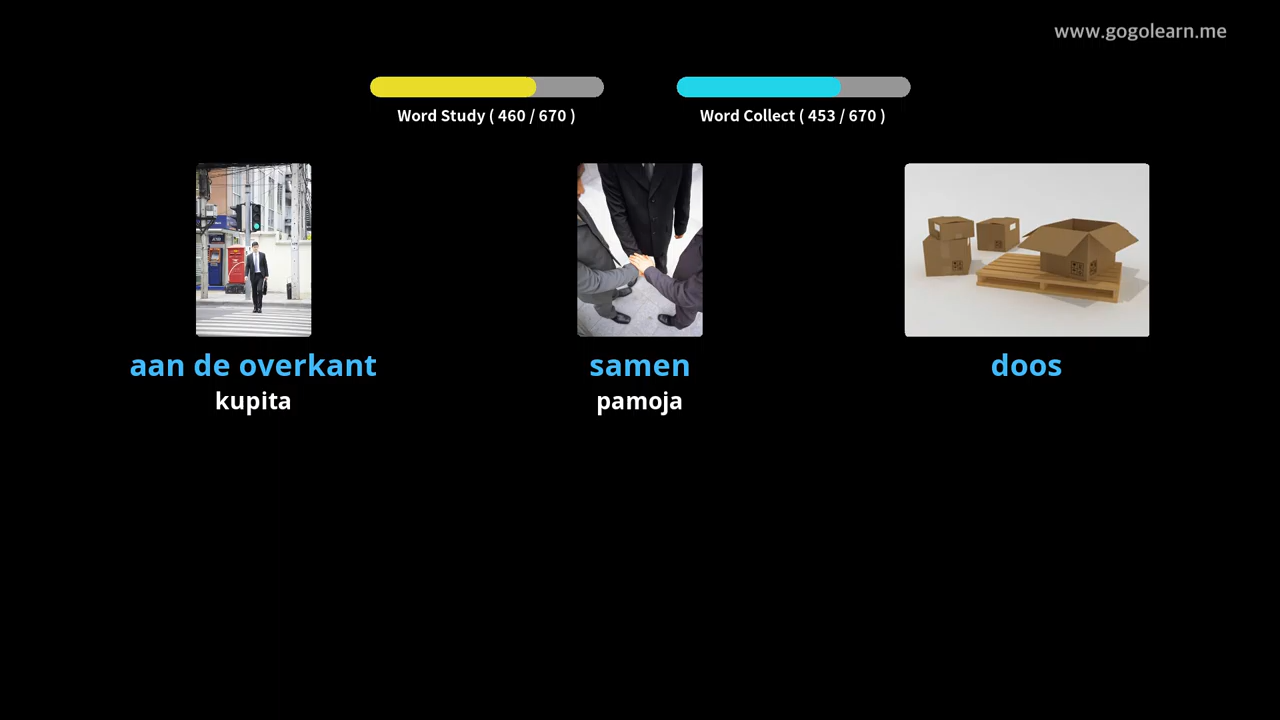 www.gogolearn.me
Word Study ( 460 / 670 )
Word Collect ( 453 / 670 )
aan de overkant
kupita
samen
pamoja
doos